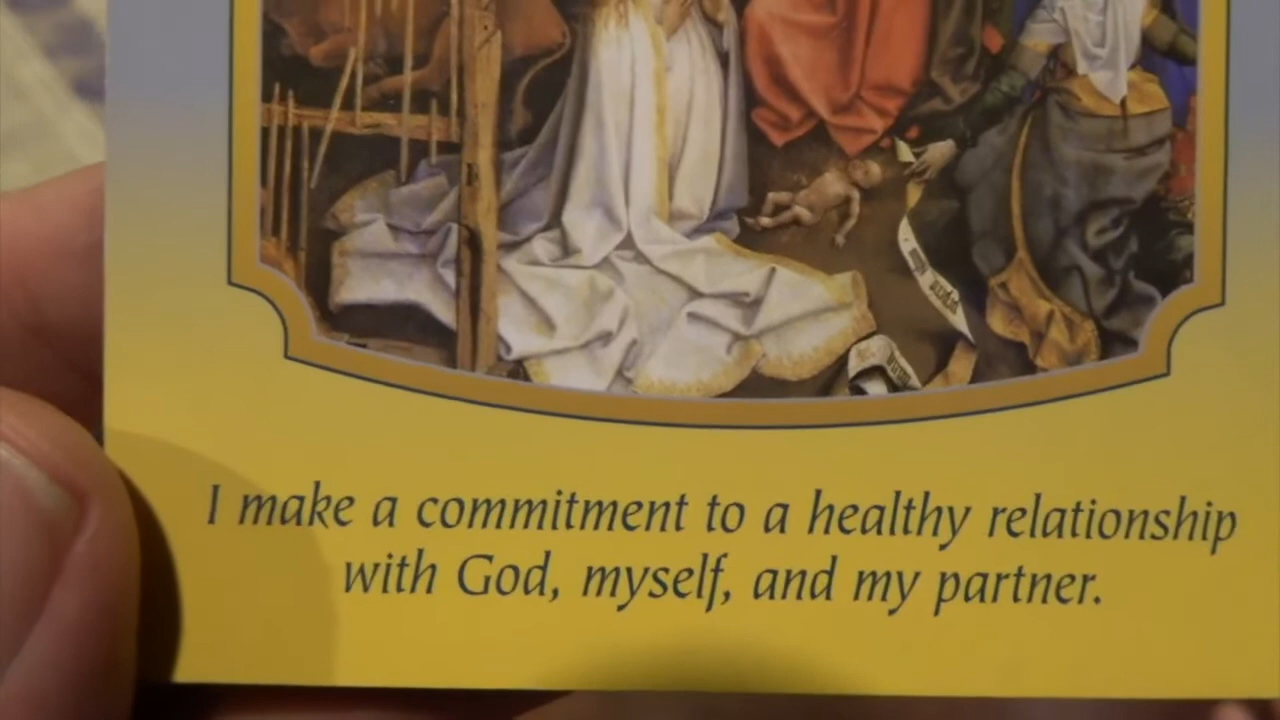 I make a commitment to a healthy relationship
with God, myself, and my partner.